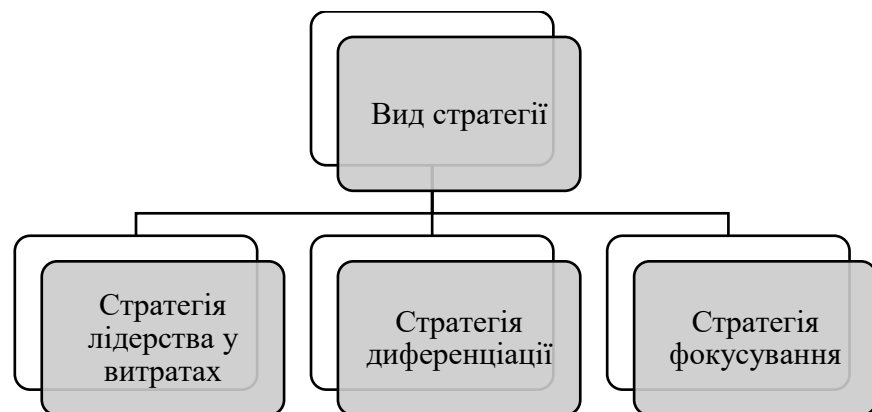 Вид стратегії
Стратегія
лідерства у
витратах
Стратегія
диференціації
Стратегія
фокусування